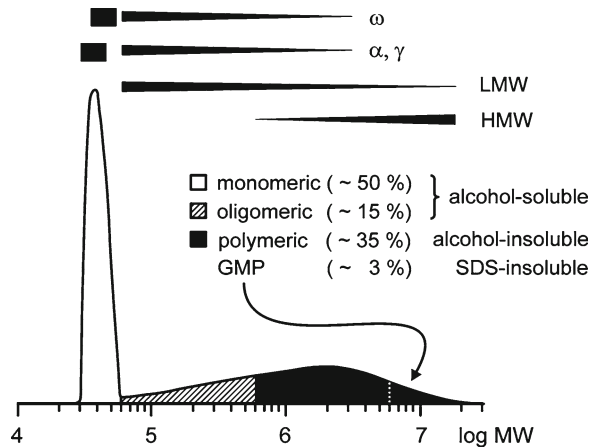 ω
α, γ
LMW
HMW
monomeric ( ~ 50 %)
oligomeric ( ~ 15 %)
alcohol-soluble
polymeric ( ~ 35 %) alcohol-insoluble
GMP ( ~ 3 %) SDS-insoluble
4 5 6 7 log MW